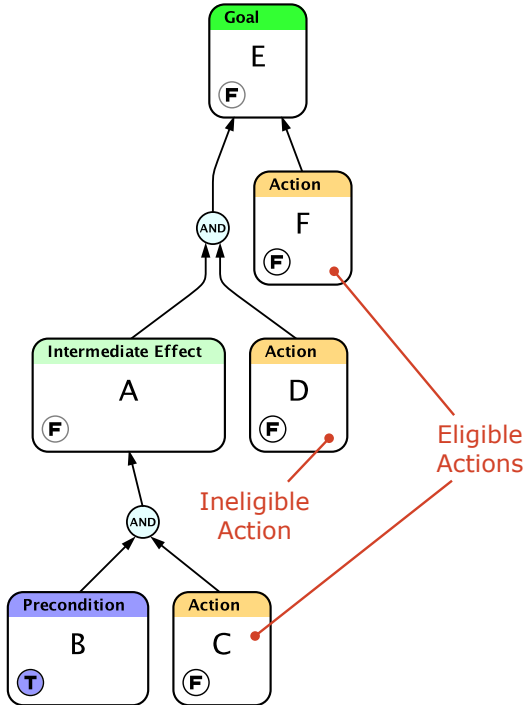 Goal
E
F
AND
Action
F
F
Intermediate Effect
A
F
Action
D
F
Eligible
Actions
Ineligible
Action
AND
Precondition
B
T
Action
C
F